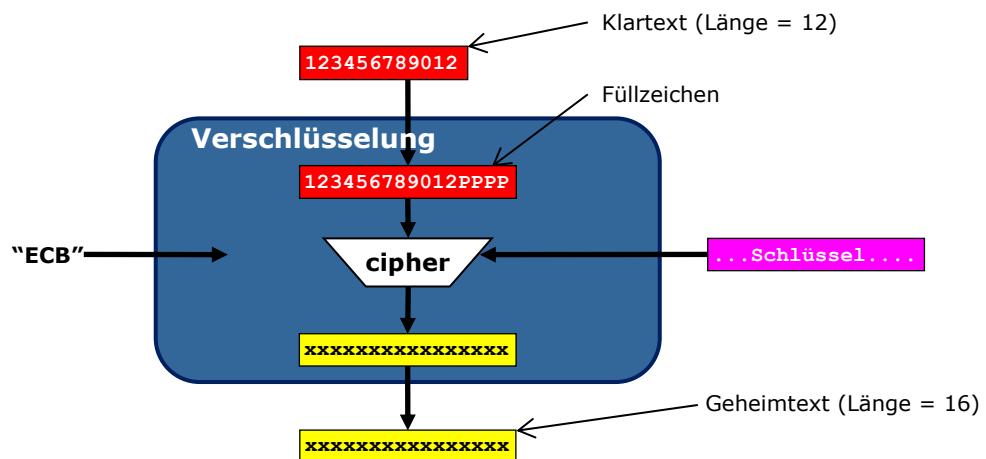 Klartext (Länge = 12)
123456789012
Füllzeichen
Verschlüsselung
123456789012PPPP
“ECB”
cipher
...Schlüssel....
xxxxxxxxxxxxxxxx
Geheimtext (Länge = 16)
xxxxxxxxxxxxxxxx